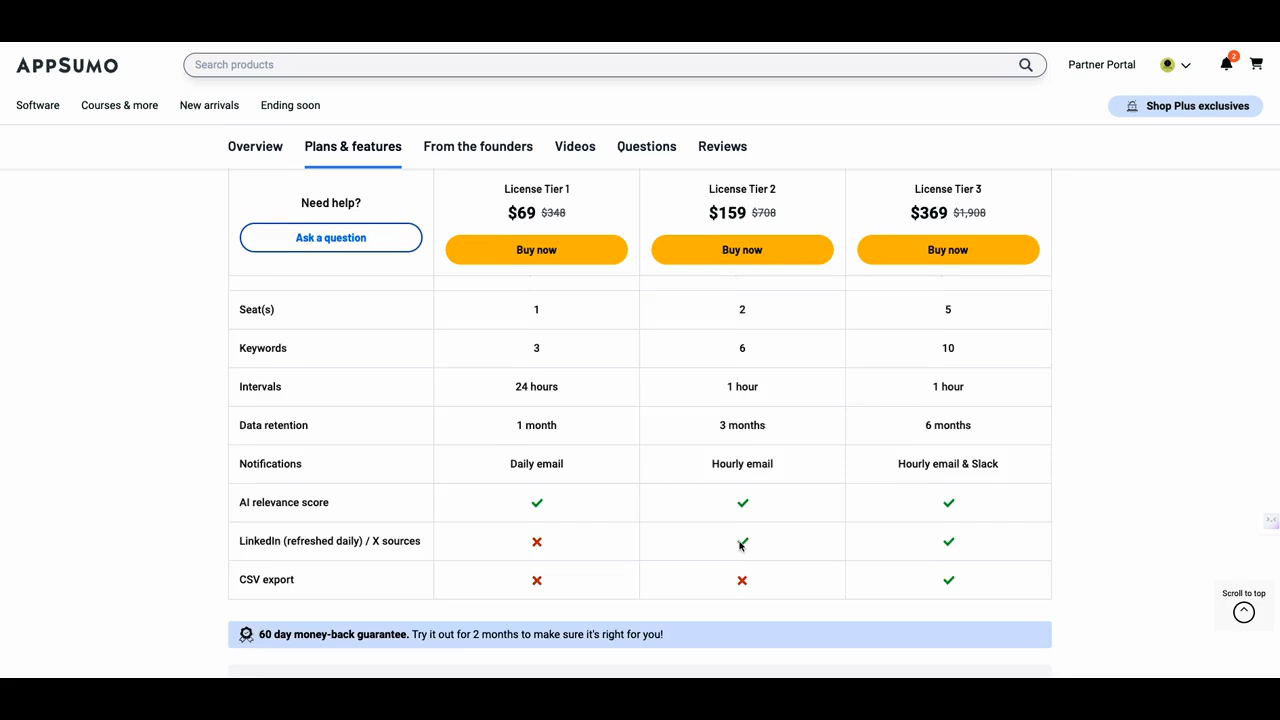 APPSUMO
Search products
Partner Portal
2
Software Courses & more New arrivals Ending soon
Shop Plus exclusives
Overview Plans & features From the founders Videos Questions Reviews
Need help?
Ask a question
License Tier 1
$69 $348
Buy now
License Tier 2
$159 $708
Buy now
License Tier 3
$369 $1,908
Buy now
Seat(s) 1 2 5
Keywords 3 6 10
Intervals 24 hours 1 hour 1 hour
Data retention 1 month 3 months 6 months
Notifications Daily email Hourly email Hourly email & Slack
AI relevance score
LinkedIn (refreshed daily) / X sources
CSV export
60 day money-back guarantee. Try it out for 2 months to make sure it's right for you!
Scroll to top